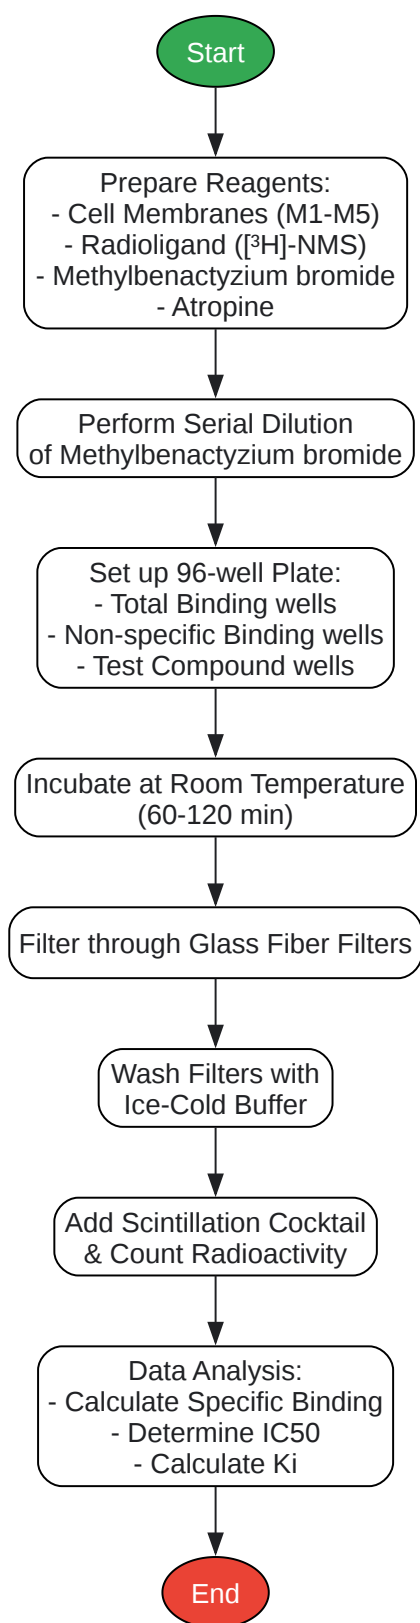 Start
Prepare Reagents:
- Cell Membranes (M1-M5)
- Radioligand ([³H]-NMS)
- Methylbenactyzium bromide
- Atropine
Perform Serial Dilution
of Methylbenactyzium bromide
Set up 96-well Plate:
- Total Binding wells
- Non-specific Binding wells
- Test Compound wells
Incubate at Room Temperature
(60-120 min)
Filter through Glass Fiber Filters
Wash Filters with
Ice-Cold Buffer
Add Scintillation Cocktail
& Count Radioactivity
Data Analysis:
- Calculate Specific Binding
- Determine IC50
- Calculate Ki
End